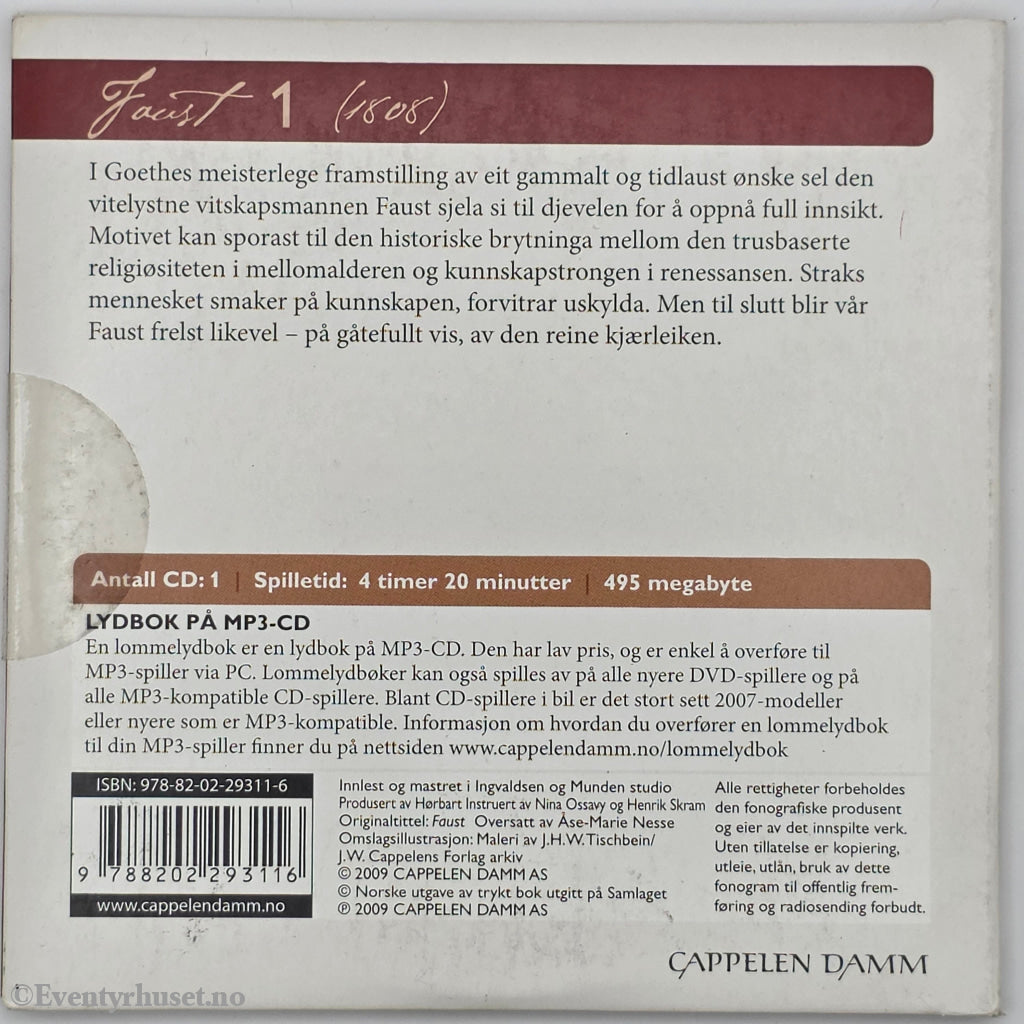 Faust 1 (1808)
I Goethes meisterlege framstilling av eit gammalt og tidlaust ønske sel den
vitelystne vitskapsmannen Faust sjela si til djevelen for å oppnå full innsikt.
Motivet kan sporast til den historiske brytninga mellom den trusbaserte
religiøsiteten i mellomalderen og kunnskapstrongen i renessansen. Straks
mennesket smaker på kunnskapen, forvitrar uskylda. Men til slutt blir vår
Faust frelst likevel – på gåtefullt vis, av den reine kjærleiken.
Antall CD: 1 | Spilletid: 4 timer 20 minutter | 495 megabyte
LYDBOK PÅ MP3-CD
En lommelydbok er en lydbok på MP3-CD. Den har lav pris, og er enkel å overføre til
MP3-spiller via PC. Lommelydbøker kan også spilles av på alle nyere DVD-spillere og på
alle MP3-kompatible CD-spillere. Blant CD-spillere i bil er det stort sett 2007-modeller
eller nyere som er MP3-kompatible. Informasjon om hvordan du overfører en lommelydbok
til din MP3-spiller finner du på nettsiden www.cappelendamm.no/lommelydbok
ISBN: 978-82-02-29311-6
9 788202 293116
www.cappelendamm.no
Innlest og mastret i Ingvaldsen og Munden studio
Produsert av Hørbart Instruert av Nina Ossavy og Henrik Skram
Originaltittel: Faust Oversatt av Åse-Marie Nesse
Omslagsillustrasjon: Maleri av J.H.W. Tischbein/
J.W. Cappelens Forlag arkiv
© 2009 CAPPELEN DAMM AS
© Norske utgave av trykt bok utgitt på Samlaget
℗ 2009 CAPPELEN DAMM AS
Alle rettigheter forbeholdes
den fonografiske produsent
og eier av det innspilte verk.
Uten tillatelse er kopiering,
utleie, utlån, bruk av dette
fonogram til offentlig frem-
føring og radiosending forbudt.
CAPPELEN DAMM
©Eventyrhuset.no